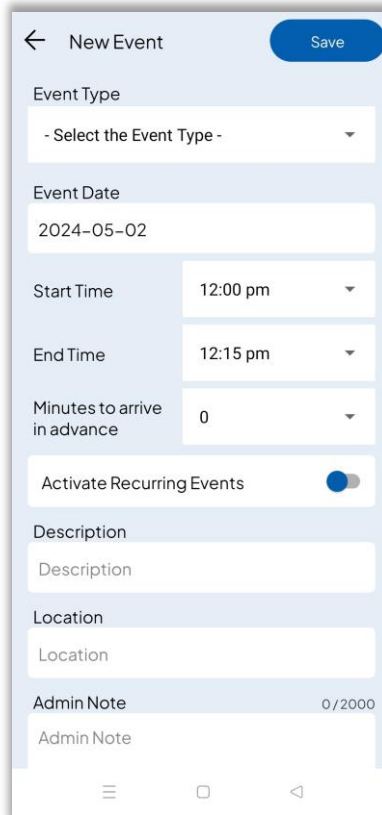 New Event
Save
Event Type
- Select the Event Type -
Event Date
2024-05-02
Start Time
12:00 pm
End Time
12:15 pm
Minutes to arrive
in advance
0
Activate Recurring Events
Description
Description
Location
Location
Admin Note
0/2000
Admin Note